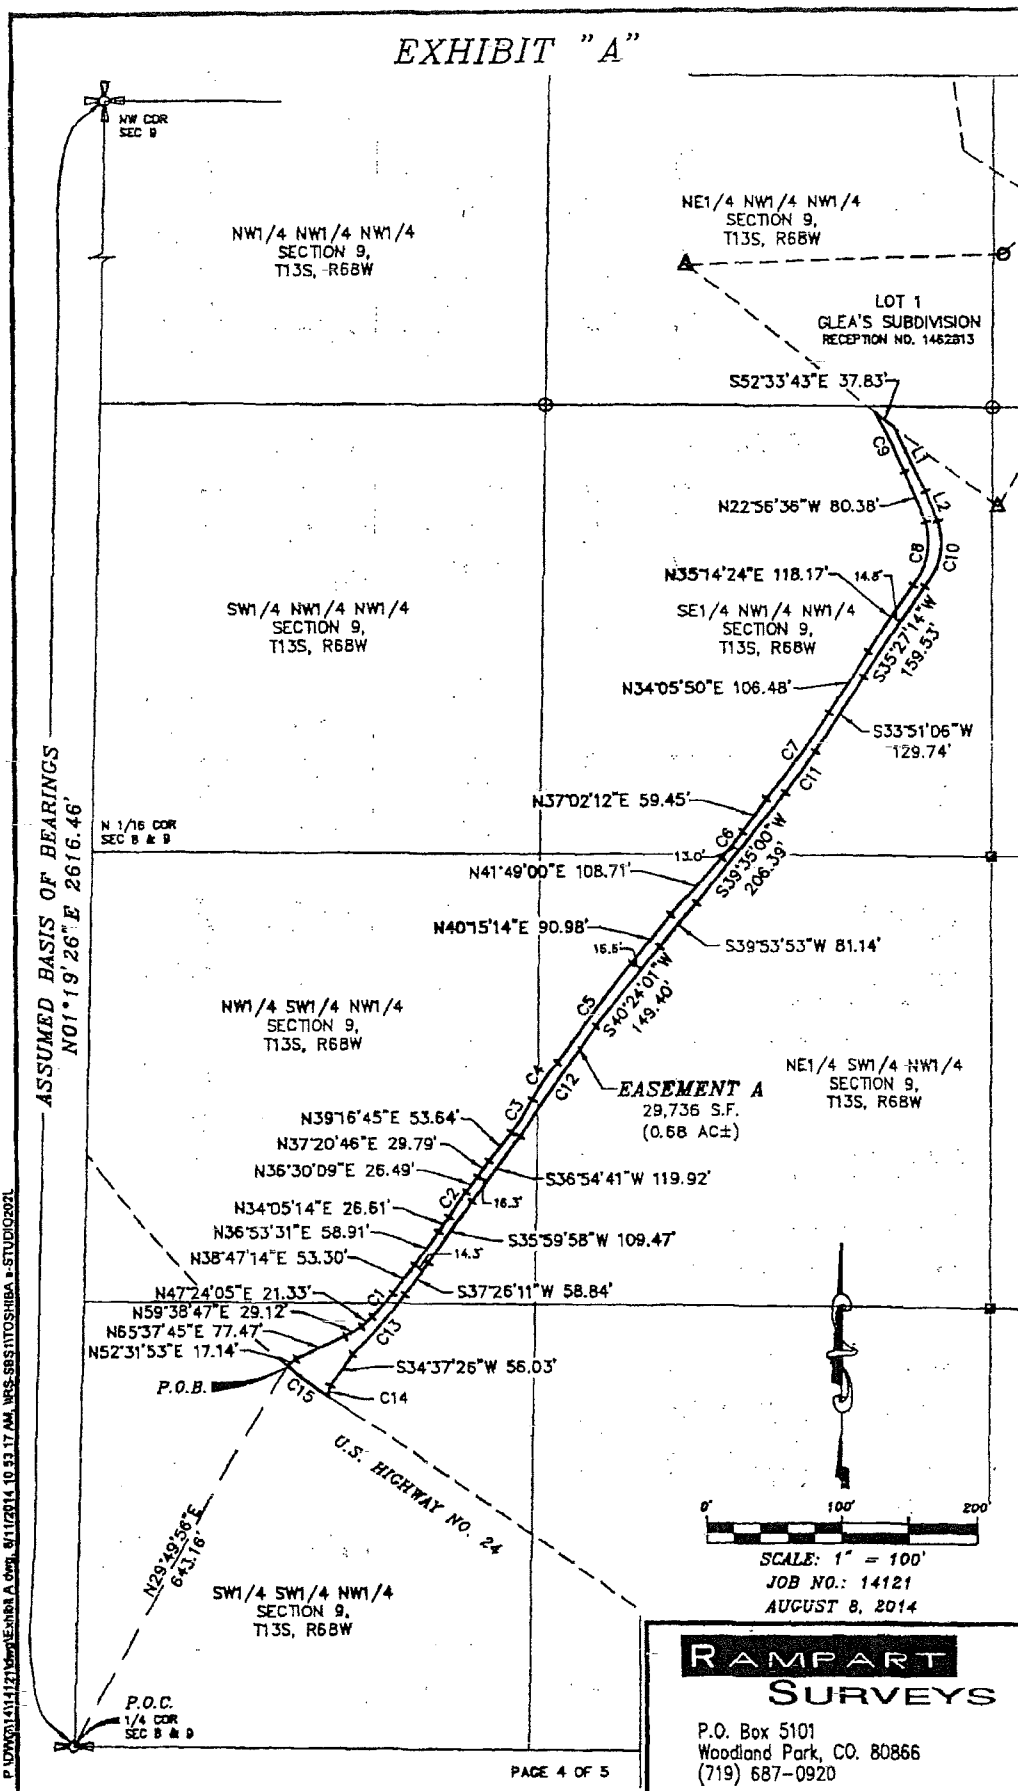 EXHIBIT "A"
NW COR
SEC 9
NW1/4 NW1/4 NW1/4
SECTION 9,
T13S, R68W
NE1/4 NW1/4 NW1/4
SECTION 9,
T13S, R68W
LOT 1
GLEA'S SUBDIVISION
RECEPTION NO. 1462813
S52°33'43"E 37.83'
C9
L1
N22°56'36"W 80.38'
L2
C8
C10
N35°14'24"E 118.17'
14.8'
SW1/4 NW1/4 NW1/4
SECTION 9,
T13S, R68W
SE1/4 NW1/4 NW1/4
SECTION 9,
T13S, R68W
S35°27'14"W
159.53'
N34°05'50"E 106.48'
S33°51'06"W
129.74'
C7
C11
ASSUMED BASIS OF BEARINGS
N01°19'26"E 2616.46'
N37°02'12"E 59.45'
N 1/16 COR
SEC 8 & 9
C6
13.0'
S39°35'00"W
206.39'
N41°49'00"E 108.71'
N40°15'14"E 90.98'
S39°53'53"W 81.14'
15.5'
S40°24'01"W
149.40'
C5
NW1/4 SW1/4 NW1/4
SECTION 9,
T13S, R68W
NE1/4 SW1/4 NW1/4
SECTION 9,
T13S, R68W
C4
C12
EASEMENT A
29,736 S.F.
(0.68 AC±)
C3
N39°16'45"E 53.64'
N37°20'46"E 29.79'
N36°30'09"E 26.49'
S36°54'41"W 119.92'
C2
16.3'
N34°05'14"E 26.61'
N36°53'31"E 58.91'
S35°59'58"W 109.47'
14.3'
N38°47'14"E 53.30'
S37°26'11"W 58.84'
N47°24'05"E 21.33'
C1
N59°38'47"E 29.12'
C13
N65°37'45"E 77.47'
N52°31'53"E 17.14'
S34°37'26"W 56.03'
P.O.B.
C15
C14
U.S. HIGHWAY NO. 24
N29°49'56"E
643.16'
SW1/4 SW1/4 NW1/4
SECTION 9,
T13S, R68W
0'
100'
200'
SCALE: 1" = 100'
JOB NO.: 14121
AUGUST 8, 2014
P.O.C.
1/4 COR
SEC 8 & 9
RAMPART
SURVEYS
P.O. Box 5101
Woodland Park, CO. 80866
(719) 687-0920
PAGE 4 OF 5